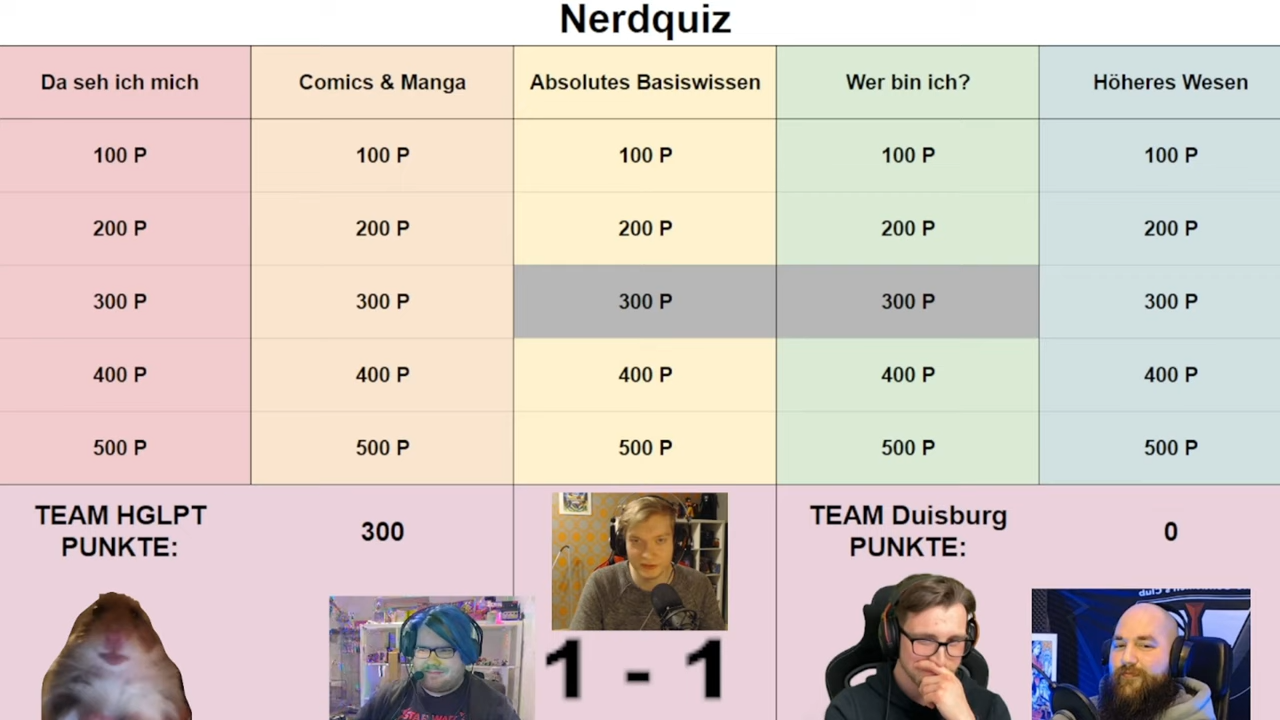 Nerdquiz
Da seh ich mich
Comics & Manga
Absolutes Basiswissen
Wer bin ich?
Höheres Wesen
100 P
100 P
100 P
100 P
100 P
200 P
200 P
200 P
200 P
200 P
300 P
300 P
300 P
300 P
300 P
400 P
400 P
400 P
400 P
400 P
500 P
500 P
500 P
500 P
500 P
TEAM HGLPT
PUNKTE:
300
TEAM Duisburg
PUNKTE:
0
1 - 1